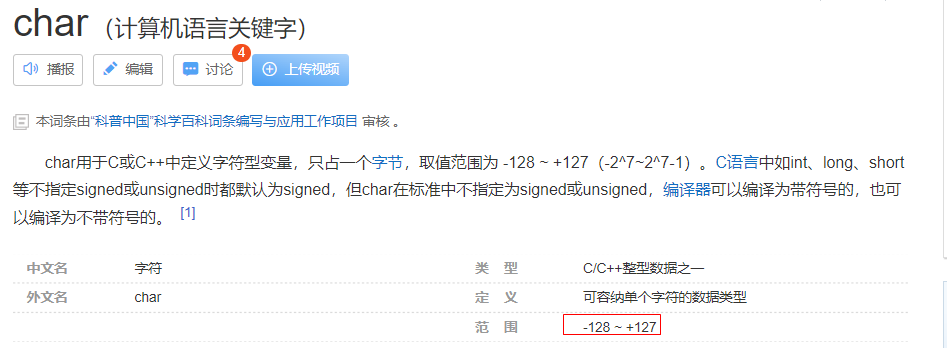 char（计算机语言关键字）
播报 编辑 讨论 4 上传视频
本词条由“科普中国”科学百科词条编写与应用工作项目 审核 。
char用于C或C++中定义字符型变量，只占一个字节，取值范围为 -128 ~ +127（-2^7~2^7-1）。C语言中如int、long、short
等不指定signed或unsigned时都默认为signed，但char在标准中不指定为signed或unsigned，编译器可以编译为带符号的，也可
以编译为不带符号的。 [1]
中文名 字符 类 型 C/C++整型数据之一
外文名 char 定 义 可容纳单个字符的数据类型
范 围 -128 ~ +127